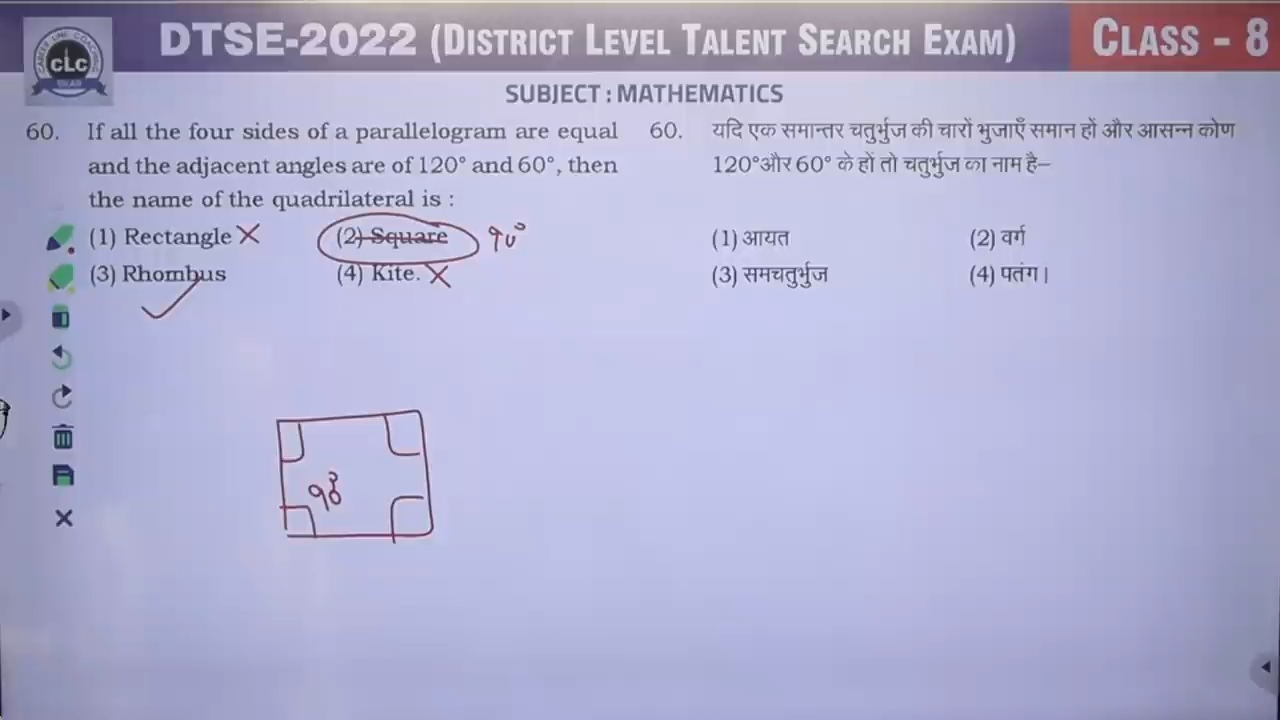 CLC
DTSE-2022 (DISTRICT LEVEL TALENT SEARCH EXAM)
CLASS - 8
SUBJECT : MATHEMATICS
60. If all the four sides of a parallelogram are equal
and the adjacent angles are of 120° and 60°, then
the name of the quadrilateral is :
(1) Rectangle (2) Square 90°
(3) Rhombus (4) Kite.
60. यदि एक समान्तर चतुर्भुज की चारों भुजाएँ समान हों और आसन्न कोण
120°और 60° के हों तो चतुर्भुज का नाम है–
(1) आयत (2) वर्ग
(3) समचतुर्भुज (4) पतंग।
90°